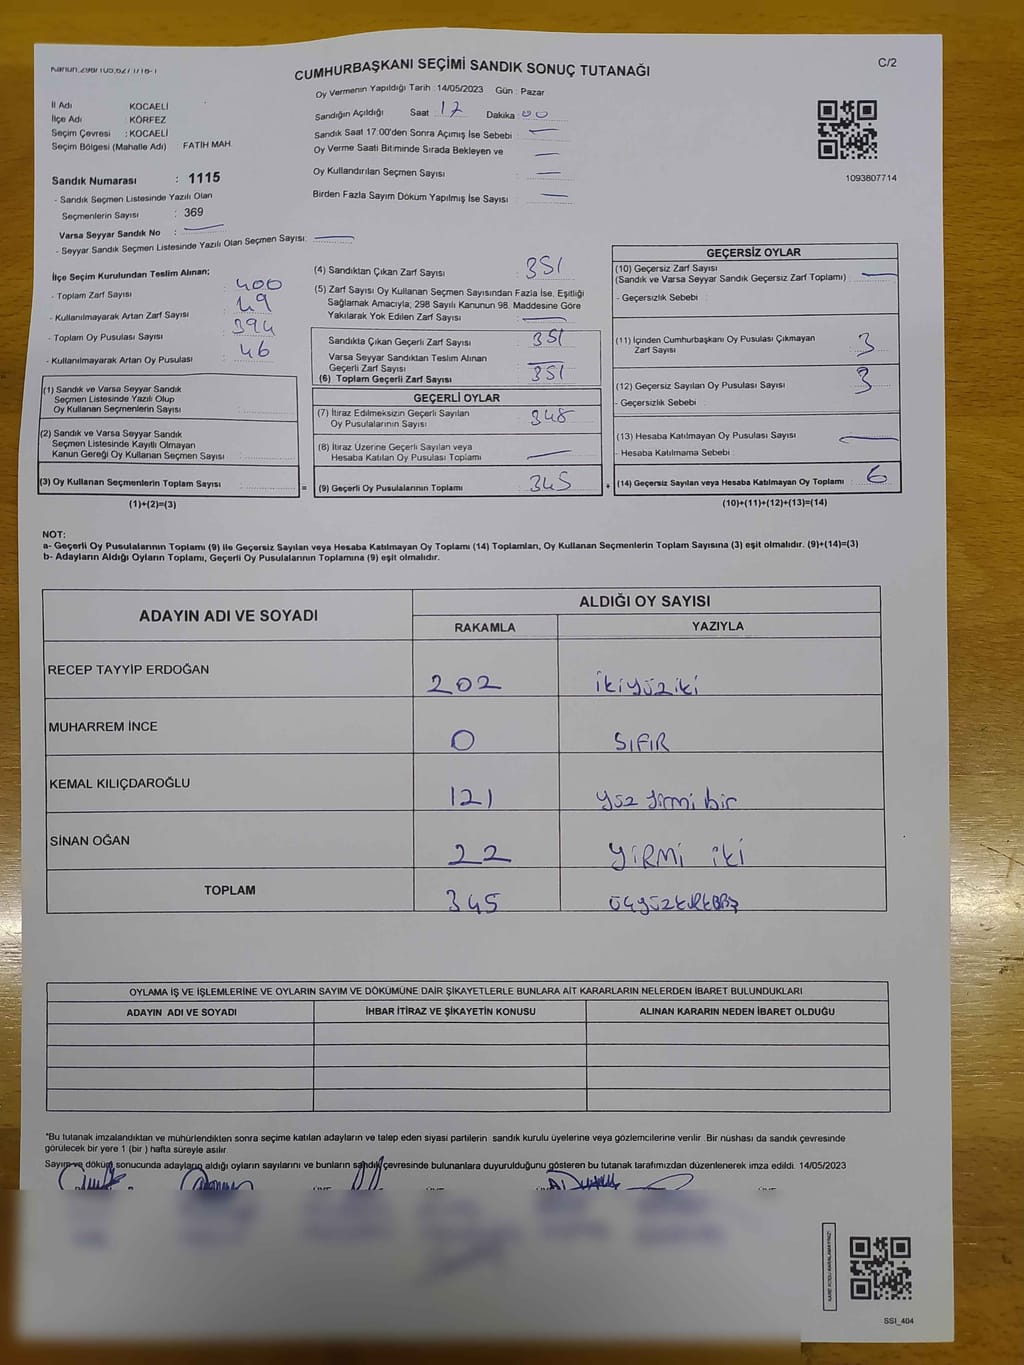 CUMHURBAŞKANI SEÇİMİ SANDIK SONUÇ TUTANAĞI
C/2
Oy Vermenin Yapıldığı Tarih : 14/05/2023 Gün : Pazar
İl Adı KOCAELİ
İlçe Adı KÖRFEZ
Seçim Çevresi : KOCAELİ
Seçim Bölgesi (Mahalle Adı) FATİH MAH.
Sandığın Açıldığı Saat 17 Dakika 00
Sandık Saat 17:00'den Sonra Açımış İse Sebebi —
Oy Verme Saati Bitiminde Sırada Bekleyen ve —
Oy Kullandırılan Seçmen Sayısı —
Birden Fazla Sayım Döküm Yapılmış İse Sayısı —
1093807714
Sandık Numarası : 1115
- Sandık Seçmen Listesinde Yazılı Olan
Seçmenlerin Sayısı : 369
Varsa Seyyar Sandık No : —
- Seyyar Sandık Seçmen Listesinde Yazılı Olan Seçmen Sayısı: —
İlçe Seçim Kurulundan Teslim Alınan;
- Toplam Zarf Sayısı : 400
- Kullanılmayarak Artan Zarf Sayısı : 49
- Toplam Oy Pusulası Sayısı : 394
- Kullanılmayarak Artan Oy Pusulası : 46
(1) Sandık ve Varsa Seyyar Sandık
Seçmen Listesinde Yazılı Olup
Oy Kullanan Seçmenlerin Sayısı :
(2) Sandık ve Varsa Seyyar Sandık
Seçmen Listesinde Kayıtlı Olmayan
Kanun Gereği Oy Kullanan Seçmen Sayısı :
(3) Oy Kullanan Seçmenlerin Toplam Sayısı :
(1)+(2)=(3)
(4) Sandıktan Çıkan Zarf Sayısı : 351
(5) Zarf Sayısı Oy Kullanan Seçmen Sayısından Fazla İse, Eşitliği
Sağlamak Amacıyla; 298 Sayılı Kanunun 98. Maddesine Göre
Yakılarak Yok Edilen Zarf Sayısı : —
Sandıkta Çıkan Geçerli Zarf Sayısı : 351
Varsa Seyyar Sandıktan Teslim Alınan
Geçerli Zarf Sayısı : —
(6) Toplam Geçerli Zarf Sayısı : 351
=
GEÇERLİ OYLAR
(7) İtiraz Edilmeksizin Geçerli Sayılan
Oy Pusulalarının Sayısı : 348
(8) İtiraz Üzerine Geçerli Sayılan veya
Hesaba Katılan Oy Pusulası Toplamı : —
(9) Geçerli Oy Pusulalarının Toplamı : 345
+
GEÇERSİZ OYLAR
(10) Geçersiz Zarf Sayısı
(Sandık ve Varsa Seyyar Sandık Geçersiz Zarf Toplamı) : —
- Geçersizlik Sebebi :
(11) İçinden Cumhurbaşkanı Oy Pusulası Çıkmayan
Zarf Sayısı : 3
(12) Geçersiz Sayılan Oy Pusulası Sayısı : 3
- Geçersizlik Sebebi :
(13) Hesaba Katılmayan Oy Pusulası Sayısı : —
- Hesaba Katılmama Sebebi :
(14) Geçersiz Sayılan veya Hesaba Katılmayan Oy Toplamı : 6
(10)+(11)+(12)+(13)=(14)
NOT:
a- Geçerli Oy Pusulalarının Toplamı (9) ile Geçersiz Sayılan veya Hesaba Katılmayan Oy Toplamı (14) Toplamları, Oy Kullanan Seçmenlerin Toplam Sayısına (3) eşit olmalıdır. (9)+(14)=(3)
b- Adayların Aldığı Oyların Toplamı, Geçerli Oy Pusulalarının Toplamına (9) eşit olmalıdır.
ADAYIN ADI VE SOYADI ALDIĞI OY SAYISI
RAKAMLA YAZIYLA
RECEP TAYYİP ERDOĞAN 202 ikiyüziki
MUHARREM İNCE 0 SIFIR
KEMAL KILIÇDAROĞLU 121 yüz yirmi bir
SİNAN OĞAN 22 YİRMİ iki
TOPLAM 345 üçyüzkırkBEŞ
OYLAMA İŞ VE İŞLEMLERİNE VE OYLARIN SAYIM VE DÖKÜMÜNE DAİR ŞİKAYETLERLE BUNLARA AİT KARARLARIN NELERDEN İBARET BULUNDUKLARI
ADAYIN ADI VE SOYADI İHBAR İTİRAZ VE ŞİKAYETİN KONUSU ALINAN KARARIN NEDEN İBARET OLDUĞU
*Bu tutanak imzalandıktan ve mühürlendikten sonra seçime katılan adayların ve talep eden siyasi partilerin sandık kurulu üyelerine veya gözlemcilerine verilir. Bir nüshası da sandık çevresinde
görülecek bir yere 1 (bir ) hafta süreyle asılır.
Sayım ve döküm sonucunda adayların aldığı oyların sayılarını ve bunların sandık çevresinde bulunanlara duyurulduğunu gösteren bu tutanak tarafımızdan düzenlenerek imza edildi. 14/05/2023
KARE KODU KARALAMAYINIZ!
SSI_404